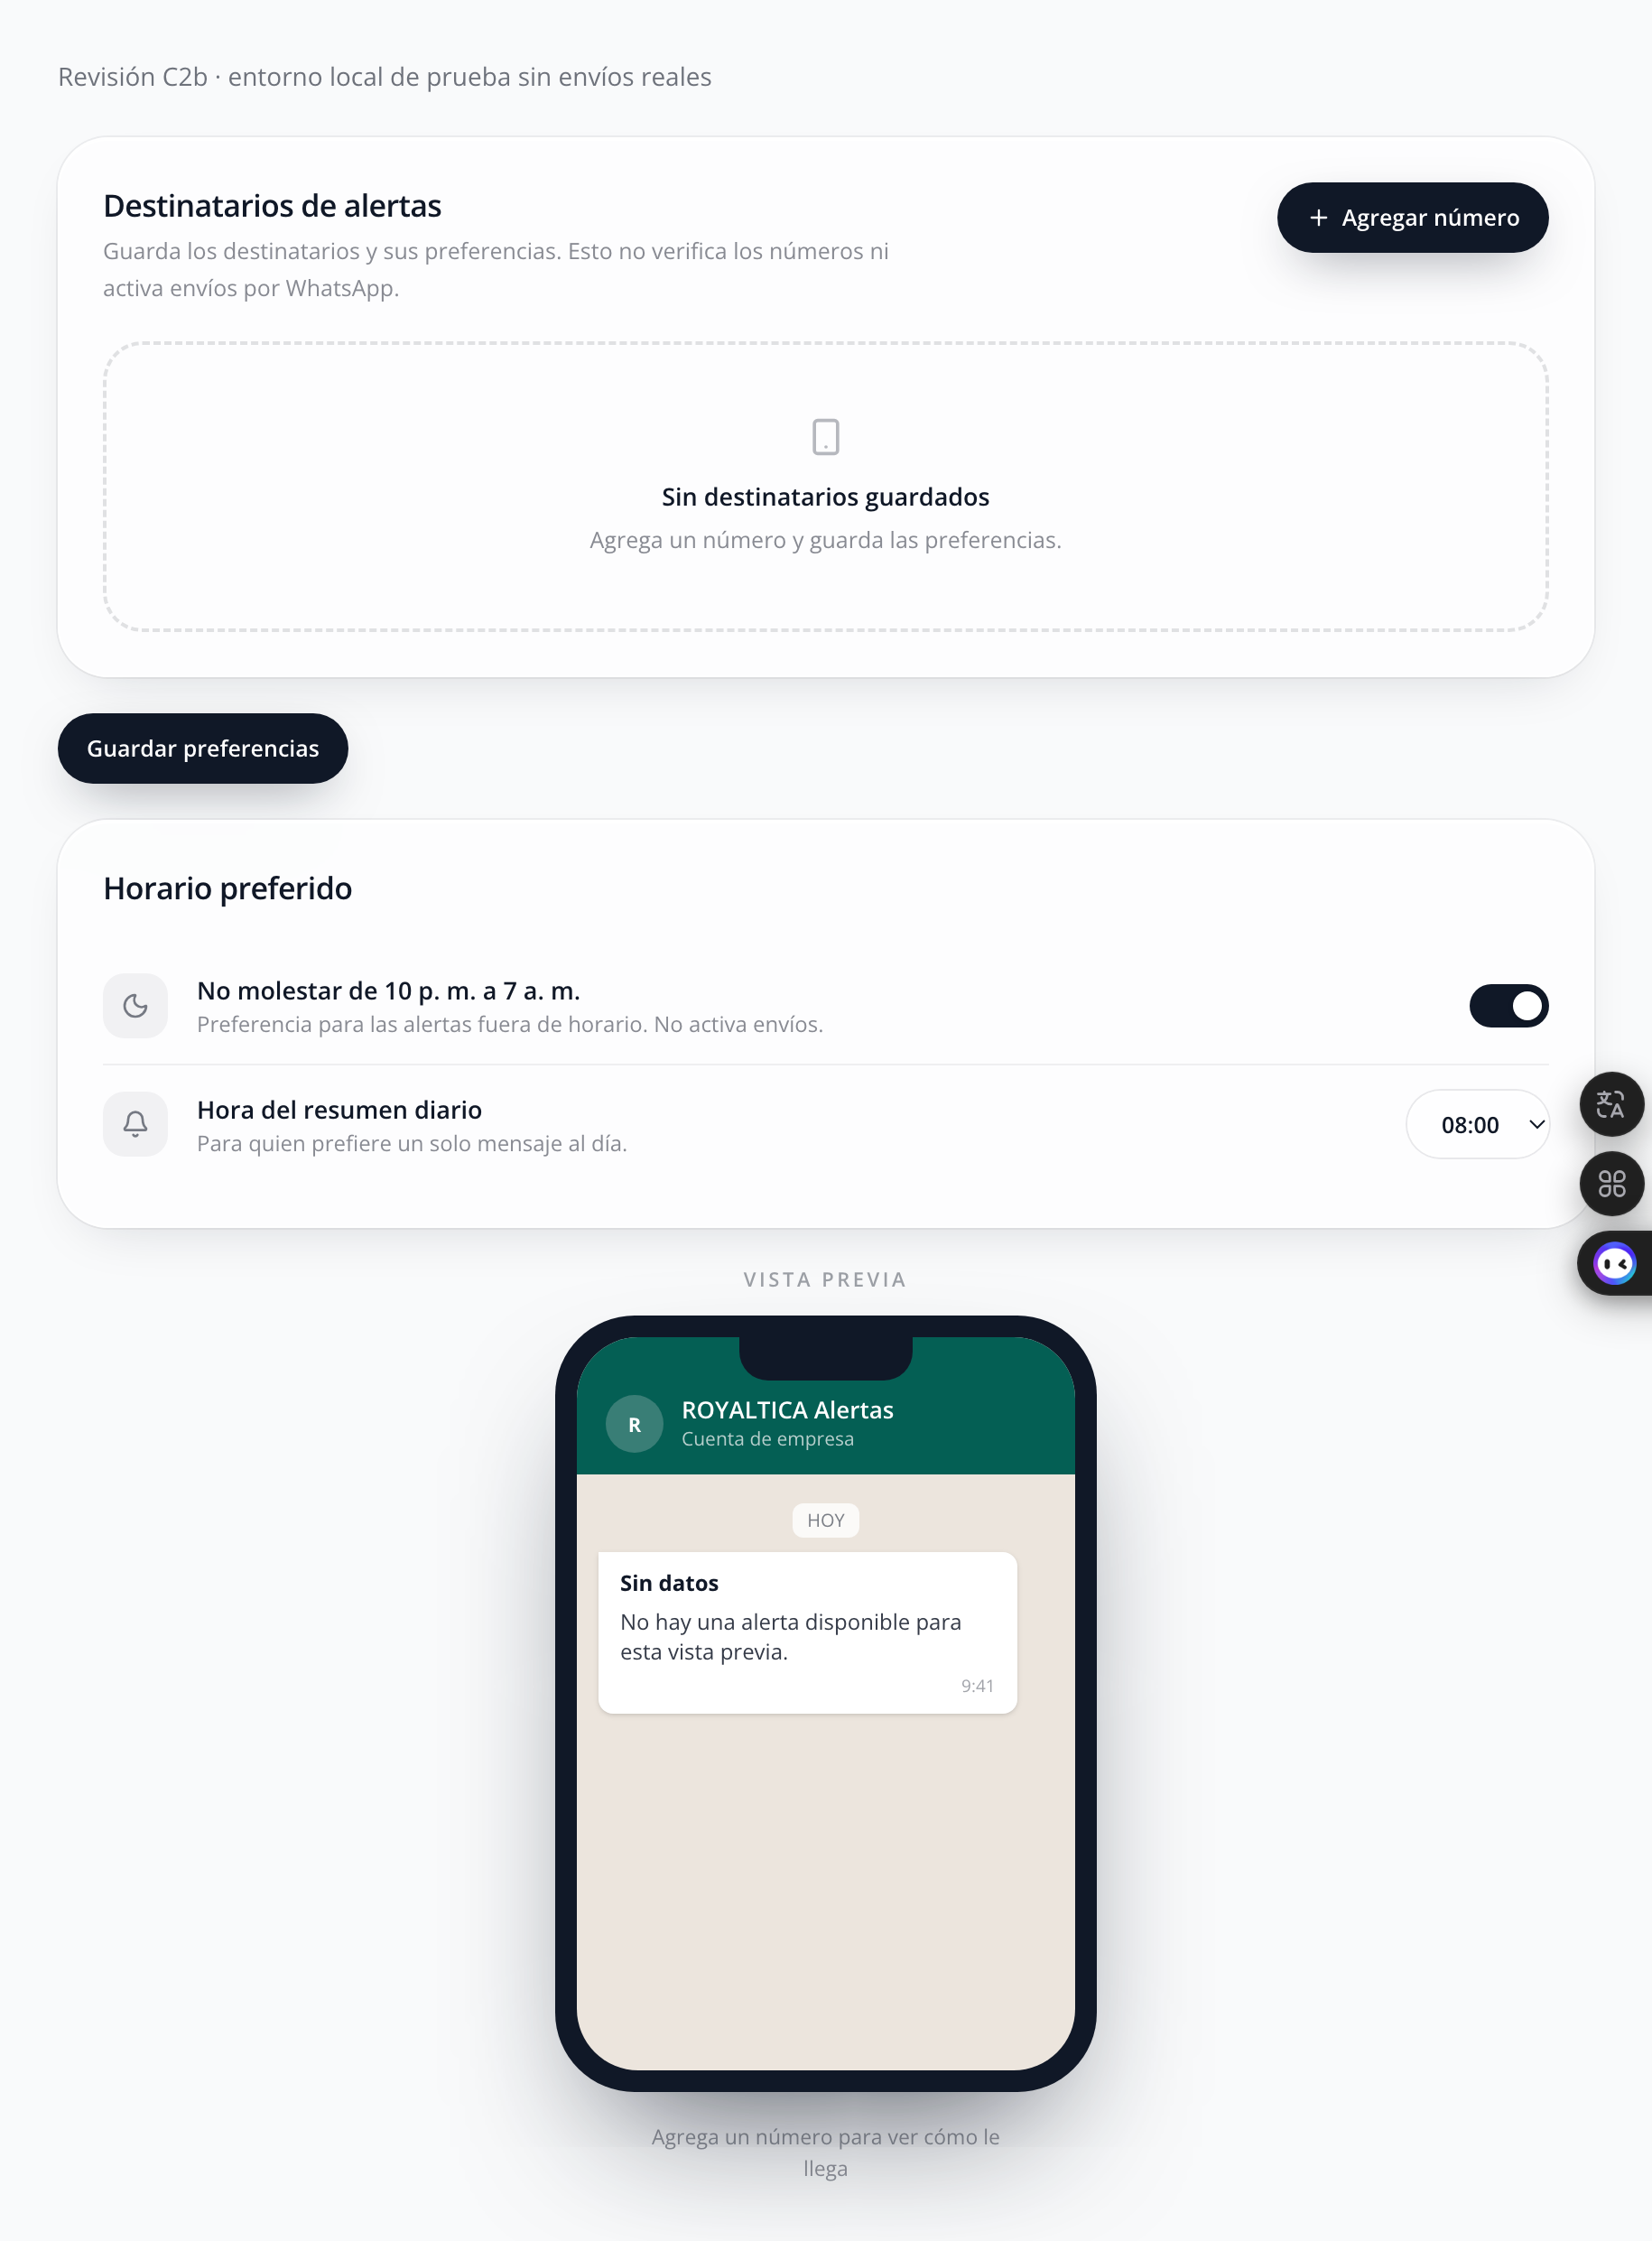 Revisión C2b · entorno local de prueba sin envíos reales
Destinatarios de alertas
Agregar número
Guarda los destinatarios y sus preferencias. Esto no verifica los números ni
activa envíos por WhatsApp.
Sin destinatarios guardados
Agrega un número y guarda las preferencias.
Guardar preferencias
Horario preferido
No molestar de 10 p. m. a 7 a. m.
Preferencia para las alertas fuera de horario. No activa envíos.
Hora del resumen diario
Para quien prefiere un solo mensaje al día.
08:00
VISTA PREVIA
R
ROYALTICA Alertas
Cuenta de empresa
HOY
Sin datos
No hay una alerta disponible para
esta vista previa.
9:41
Agrega un número para ver cómo le
llega